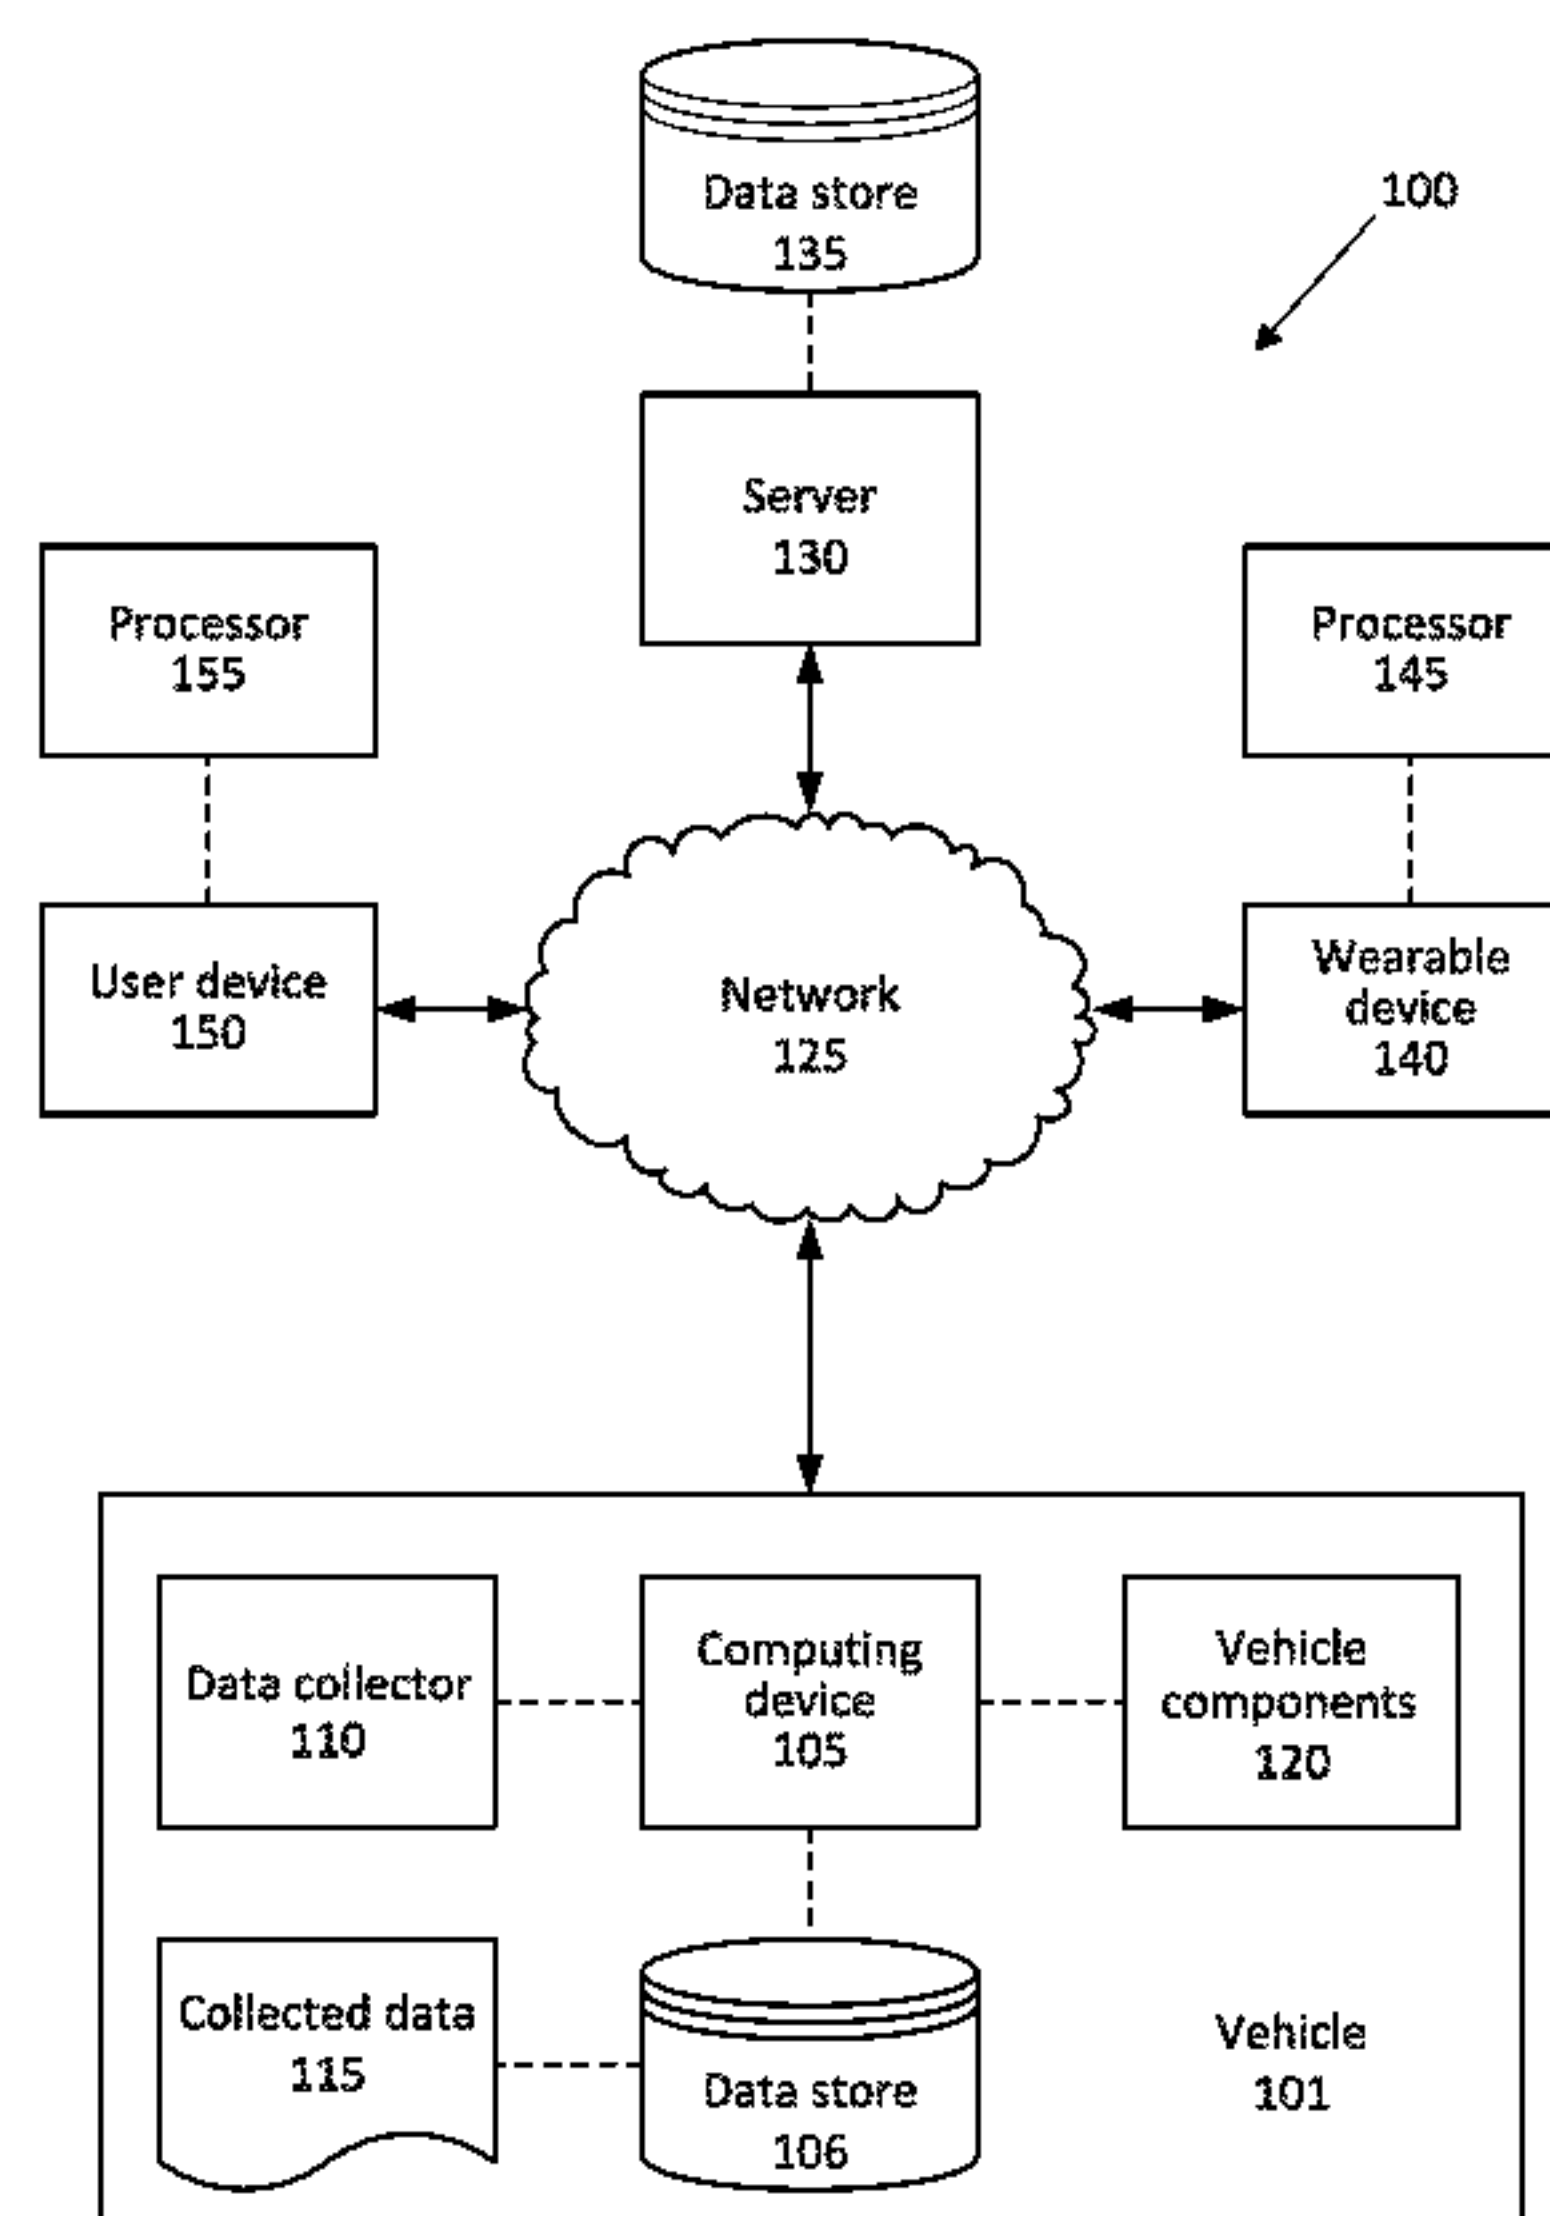 Data store
135
100
Server
130
Processor
155
Processor
145
User device
150
Network
125
Wearable
device
140
Data collector
110
Computing
device
105
Vehicle
components
120
Collected data
115
Data store
106
Vehicle
101